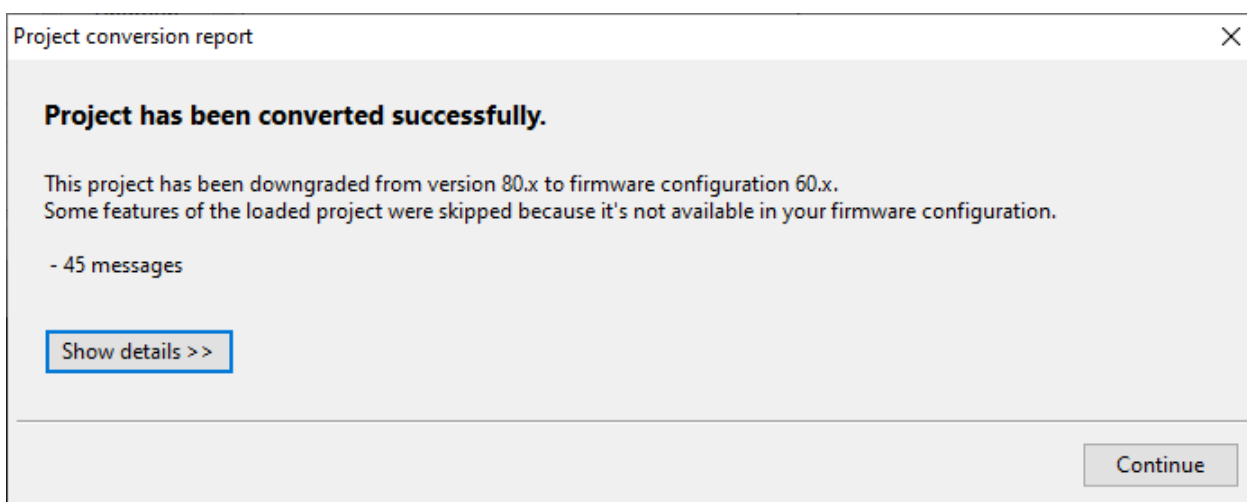 Project conversion report
Project has been converted successfully.
This project has been downgraded from version 80.x to firmware configuration 60.x.
Some features of the loaded project were skipped because it's not available in your firmware configuration.
- 45 messages
Show details >>
Continue